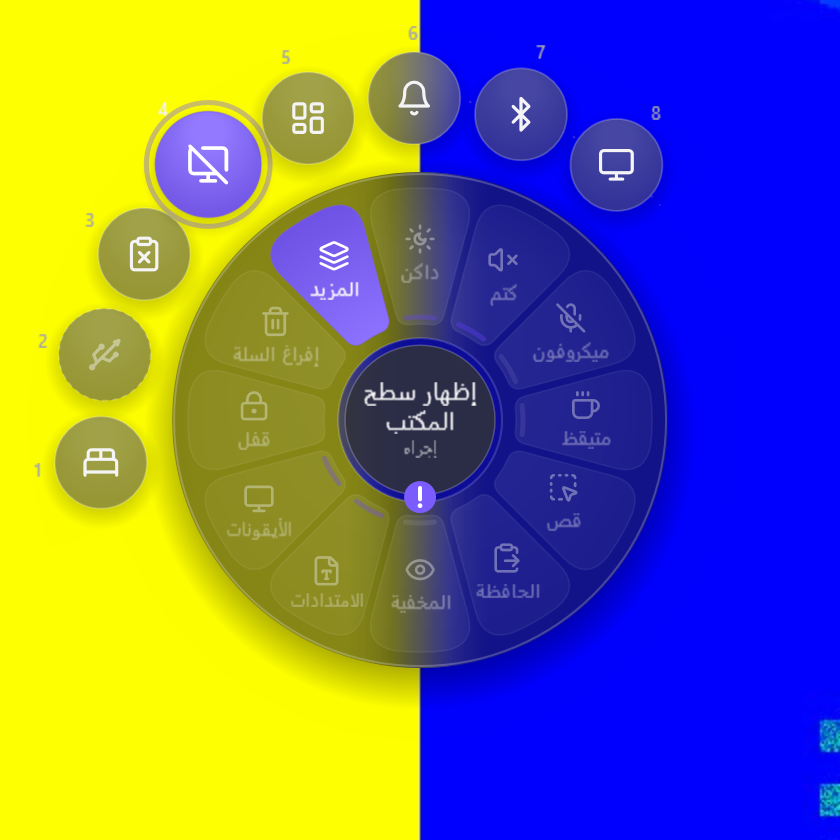 6
5
7
4
8
3
2
1
داكن
كتم
المزيد
ميكروفون
إفراغ السلة
متيقظ
قفل
إظهار سطح
المكتب
إجراء
!
قص
الأيقونات
الحافظة
المخفية
الامتدادات